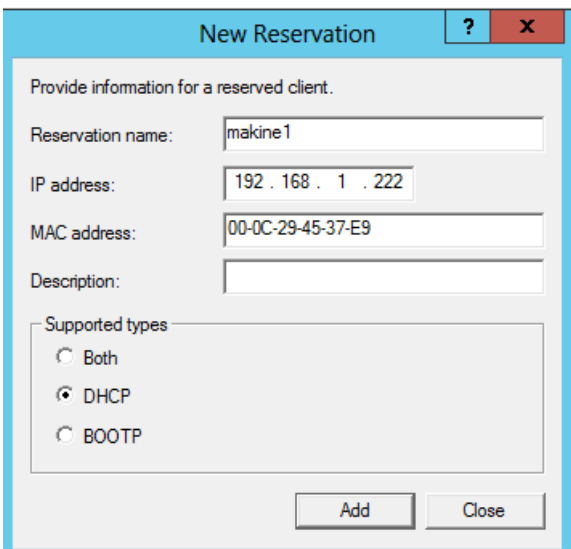 New Reservation
?
x
Provide information for a reserved client.
Reservation name: makine1
IP address: 192 . 168 . 1 . 222
MAC address: 00-0C-29-45-37-E9
Description:
Supported types
Both
DHCP
BOOTP
Add Close